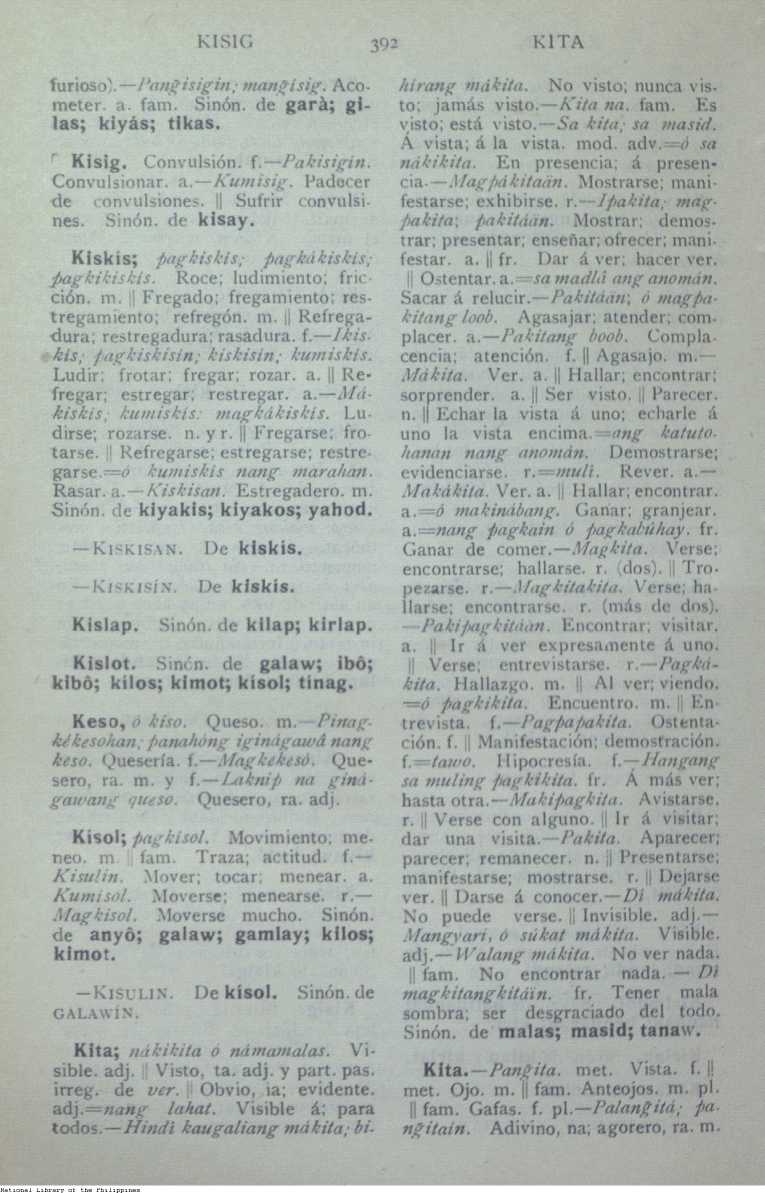 KISIG 392 KITA
furioso).—Pang̃isigin; mang̃isig. Aco-
meter. a. fam. Sinón. de garà; gi-
las; kiyás; tikas.
Kisig. Convulsión. f.—Pakisigin.
Convulsionar. a.—Kumisig. Padecer
de convulsiones. || Sufrir convulsi-
nes. Sinón. de kisay.
Kiskis; pagkiskis; pagkákiskis;
pagkikiskis. Roce; ludimiento; fric-
ción. m. || Fregado; fregamiento; res-
tregamiento; refregón. m. || Refrega-
dura; restregadura; rasadura. f.—Ikis-
kis; pagkiskisin; kiskisin; kumiskis.
Ludir; frotar; fregar; rozar. a. || Re-
fregar; estregar; restregar. a.—Má-
kiskis; kumiskis: magkákiskis. Lu-
dirse; rozarse. n. y r. || Fregarse; fro-
tarse. || Refregarse; estregarse; restre-
garse.=ó kumiskis nang marahan.
Rasar. a.—Kiskisan. Estregadero. m.
Sinón. de kiyakis; kiyakos; yahod.
—KISKISAN. De kiskis.
—KISKISÍN. De kiskis.
Kislap. Sinón. de kilap; kirlap.
Kislot. Sinón. de galaw; ibô;
kibô; kilos; kimot; kisol; tinag.
Keso, ó kiso. Queso. m.—Pinag-
kékesohan; panahóng iginágawâ nang
keso. Quesería. f.—Magkekesò. Que-
sero, ra. m. y f.—Laknip na giná-
gawang queso. Quesero, ra. adj.
Kisol; pagkisol. Movimiento; me-
neo. m. || fam. Traza; actitud. f.—
Kisulin. Mover; tocar; menear. a.
Kumisol. Moverse; menearse. r.—
Magkisol. Moverse mucho. Sinón.
de anyô; galaw; gamlay; kilos;
kimot.
—KISULIN. De kisol. Sinón. de
GALAWÍN.
Kita; nákikita ó námamalas. Vi-
sible. adj. || Visto, ta. adj. y part. pas.
irreg. de ver. || Obvio, ia; evidente.
adj.=nang lahat. Visible á; para
todos.—Hindì kaugaliang mákita; bi-
hirang mákita. No visto; nunca vis-
to; jamás visto.—Kita na. fam. Es
visto; está visto.—Sa kita; sa masid.
Á vista; á la vista. mod. adv.=ó sa
nákikita. En presencia; á presen-
cia.—Magpákitaän. Mostrarse; mani-
festarse; exhibirse. r.—Ipakita; mag-
pakita; pakitáan. Mostrar; demos-
trar; presentar; enseñar; ofrecer; mani-
festar. a. || fr. Dar á ver; hacer ver.
|| Ostentar. a.=sa madlâ ang anomán.
Sacar á relucir.—Pakitáan; ó magpa-
kitang loob. Agasajar; atender; com-
placer. a.—Pakitang boob. Compla-
cencia; atención. f. || Agasajo. m.—
Mákita. Ver. a. || Hallar; encontrar;
sorprender. a. || Ser visto. || Parecer.
n. || Echar la vista á uno; echarle á
uno la vista encima.=ang katuto-
hanan nang anomán. Demostrarse;
evidenciarse. r.=muli. Rever. a.—
Makákita. Ver. a. || Hallar; encontrar.
a.=ó makinábang. Ganar; granjear.
a.=nang pagkain ó pagkabúhay. fr.
Ganar de comer.—Magkita. Verse;
encontrarse; hallarse. r. (dos). || Tro-
pezarse. r.—Magkitakita. Verse; ha-
llarse; encontrarse. r. (más de dos).
—Pakipagkitáan. Encontrar; visitar.
a. || Ir á ver expresamente á uno.
|| Verse; entrevistarse. r.—Pagká-
kita. Hallazgo. m. || Al ver; viendo.
=ó pagkikita. Encuentro. m. || En-
trevista. f.—Pagpapakita. Ostenta-
ción. f. || Manifestación; demostración.
f.=tawo. Hipocresía. f.—Hangang
sa muling pagkikita. fr. Á más ver;
hasta otra.—Makipagkita. Avistarse.
r. || Verse con alguno. || Ir á visitar;
dar una visita.—Pakita. Aparecer;
parecer; remanecer. n. || Presentarse;
manifestarse; mostrarse. r. || Dejarse
ver. || Darse á conocer.—Di mákita.
No puede verse. || Invisible. adj.—
Mangyari, ó súkat mákita. Visible.
adj.—Walang mákita. No ver nada.
|| fam. No encontrar nada. — Dì
magkitangkitáin. fr. Tener mala
sombra; ser desgraciado del todo.
Sinón. de malas; masid; tanaw.
Kita.—Pang̃ita. met. Vista. f. ||
met. Ojo. m. || fam. Anteojos. m. pl.
|| fam. Gafas. f. pl.—Palang̃itá; pa-
ng̃itain. Adivino, na; agorero, ra. m.
National Library of the Philippines